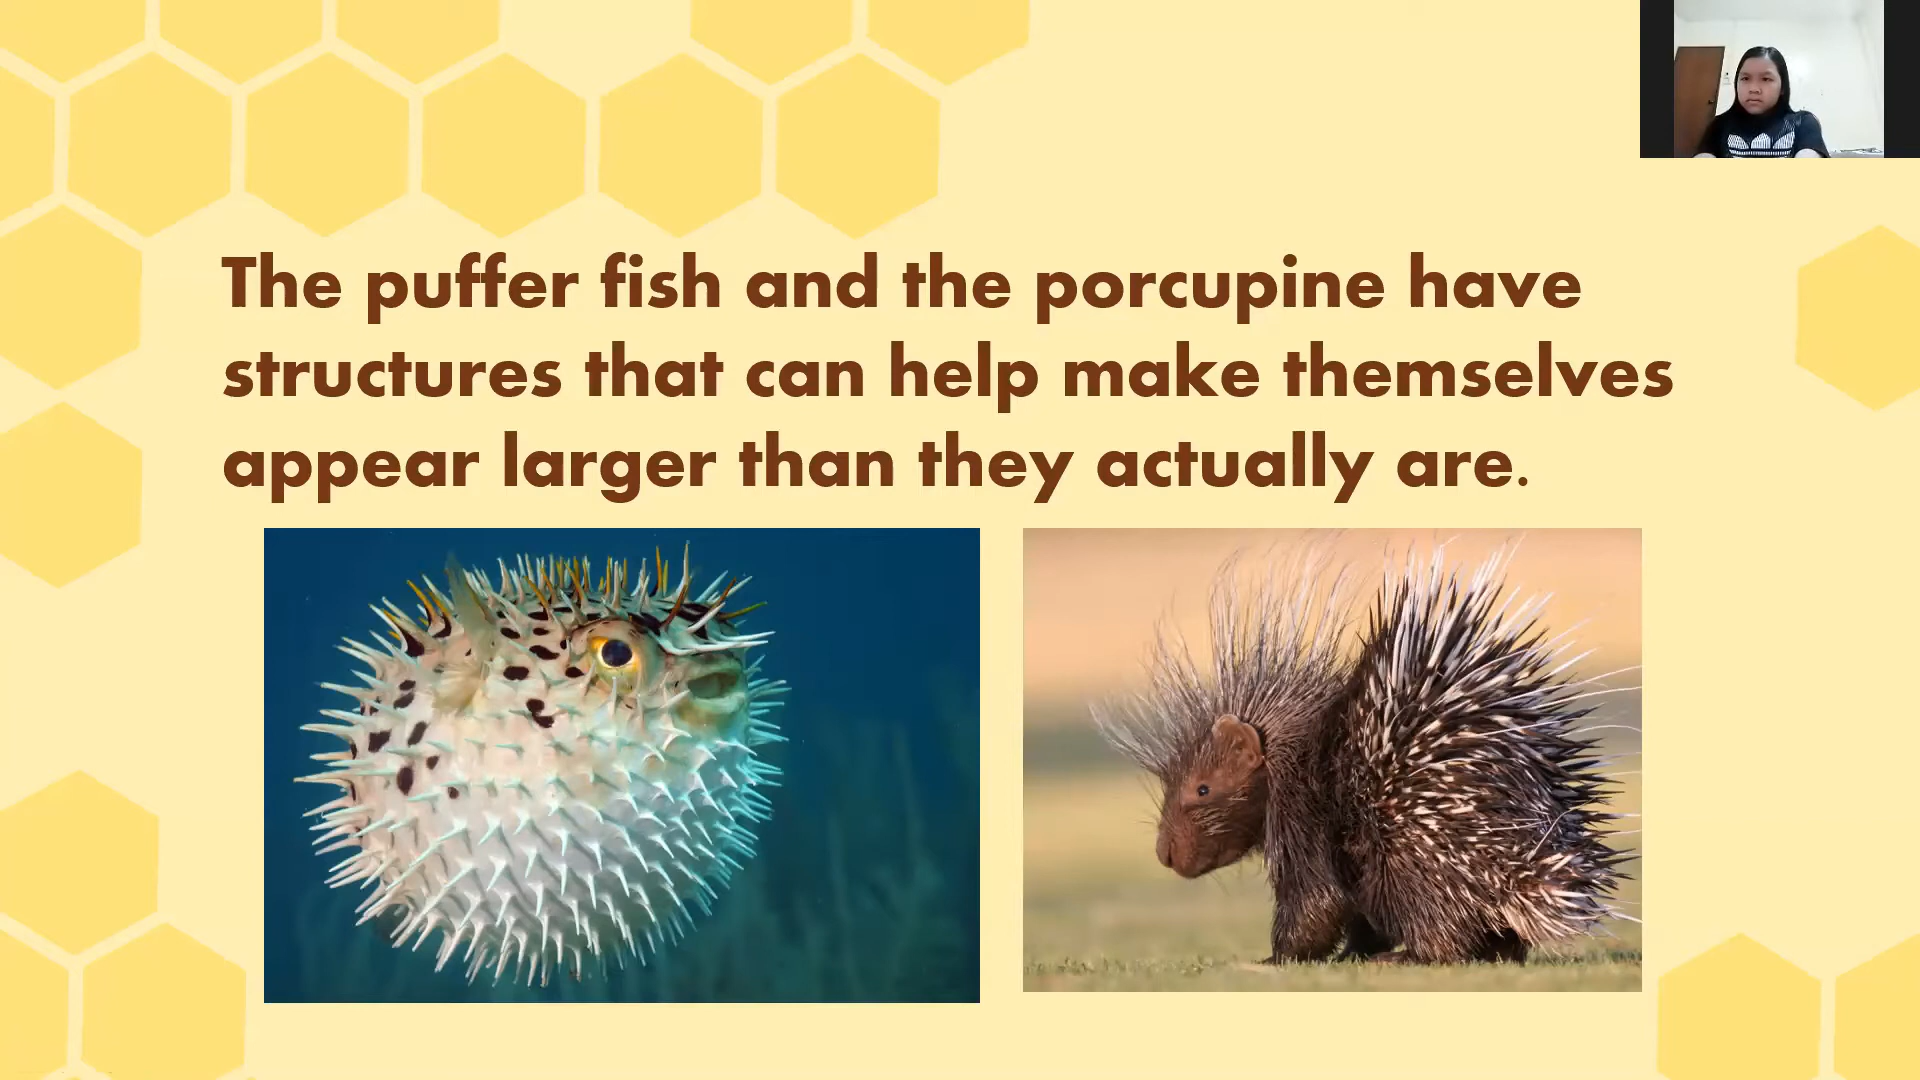 The puffer fish and the porcupine have
structures that can help make themselves
appear larger than they actually are.